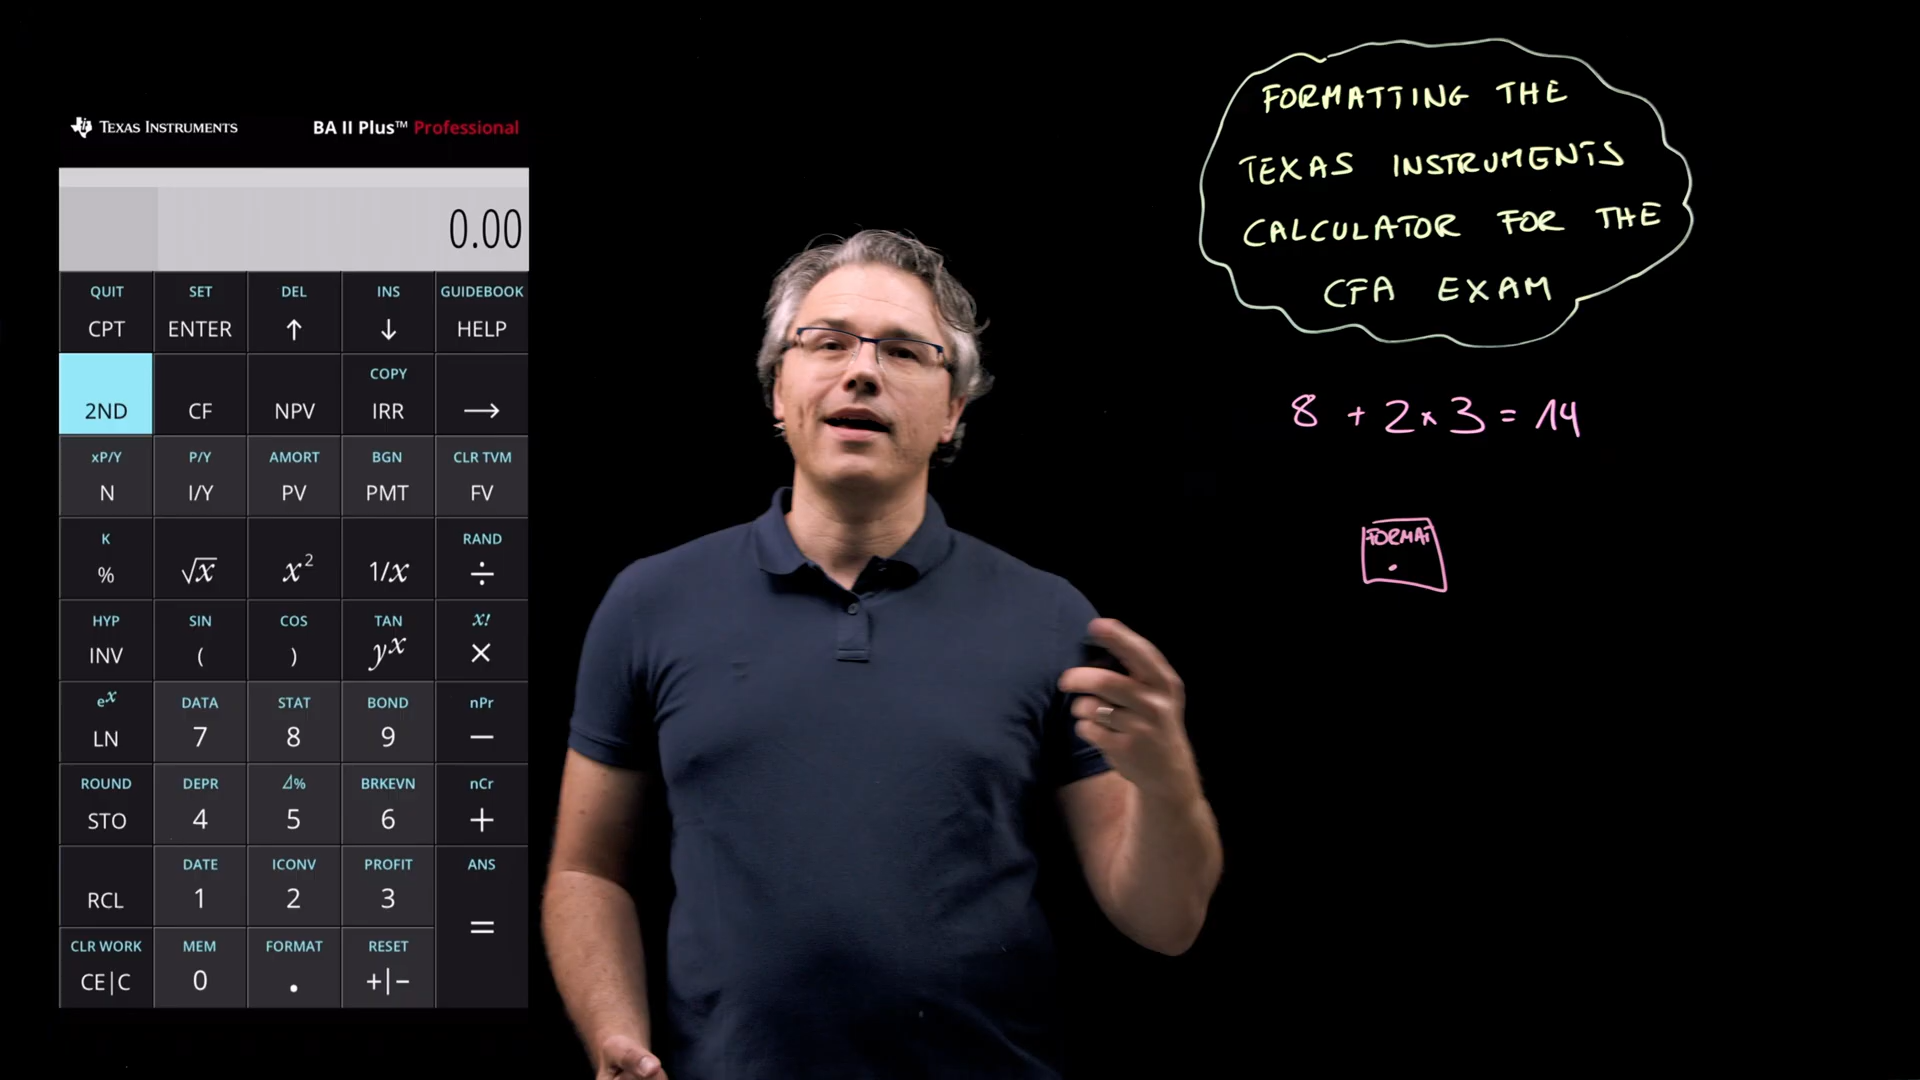 TEXAS INSTRUMENTS BA II Plus™ Professional
0.00
QUIT SET DEL INS GUIDEBOOK
CPT ENTER ↑ ↓ HELP
COPY
2ND CF NPV IRR →
xP/Y P/Y AMORT BGN CLR TVM
N I/Y PV PMT FV
K RAND
% √x x² 1/x ÷
HYP SIN COS TAN x!
INV ( ) yˣ ×
eˣ DATA STAT BOND nPr
LN 7 8 9 −
ROUND DEPR Δ% BRKEVN nCr
STO 4 5 6 +
DATE ICONV PROFIT ANS
RCL 1 2 3 =
CLR WORK MEM FORMAT RESET
CE|C 0 . +|−
FORMATTING THE
TEXAS INSTRUMENTS
CALCULATOR FOR THE
CFA EXAM
8 + 2 × 3 = 14
FORMAT
.